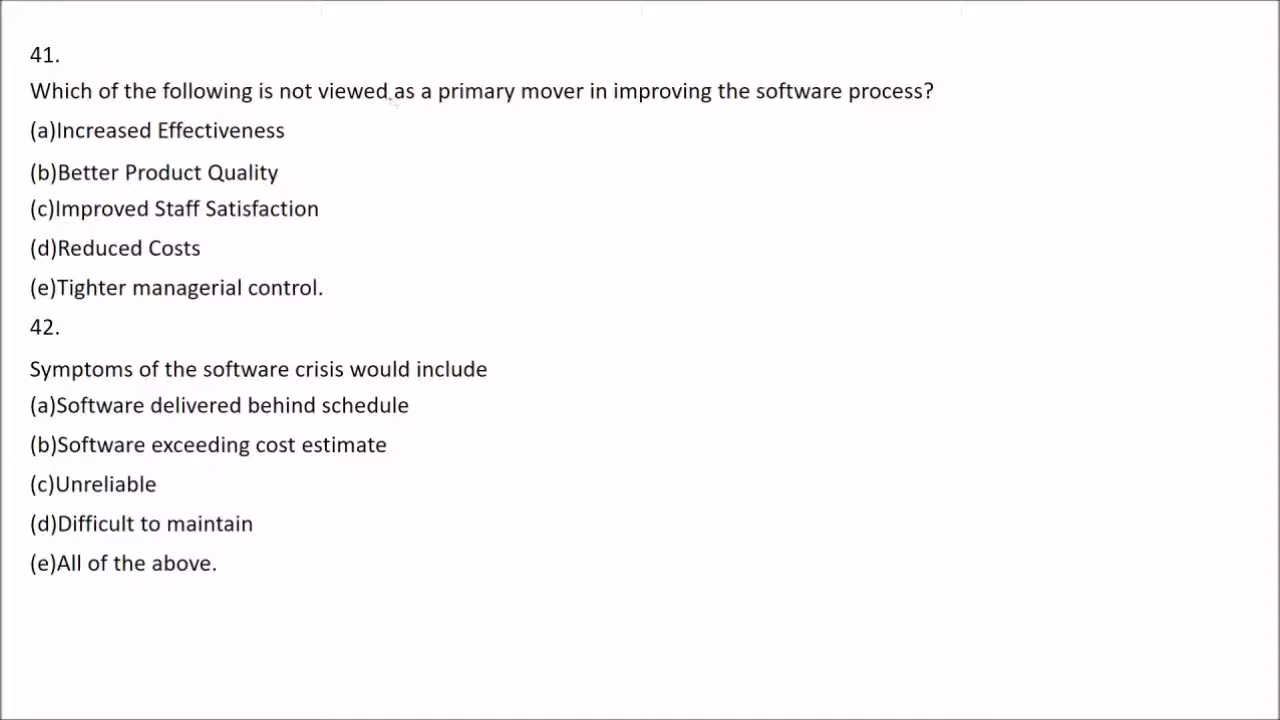 41.
Which of the following is not viewed as a primary mover in improving the software process?
(a)Increased Effectiveness
(b)Better Product Quality
(c)Improved Staff Satisfaction
(d)Reduced Costs
(e)Tighter managerial control.
42.
Symptoms of the software crisis would include
(a)Software delivered behind schedule
(b)Software exceeding cost estimate
(c)Unreliable
(d)Difficult to maintain
(e)All of the above.